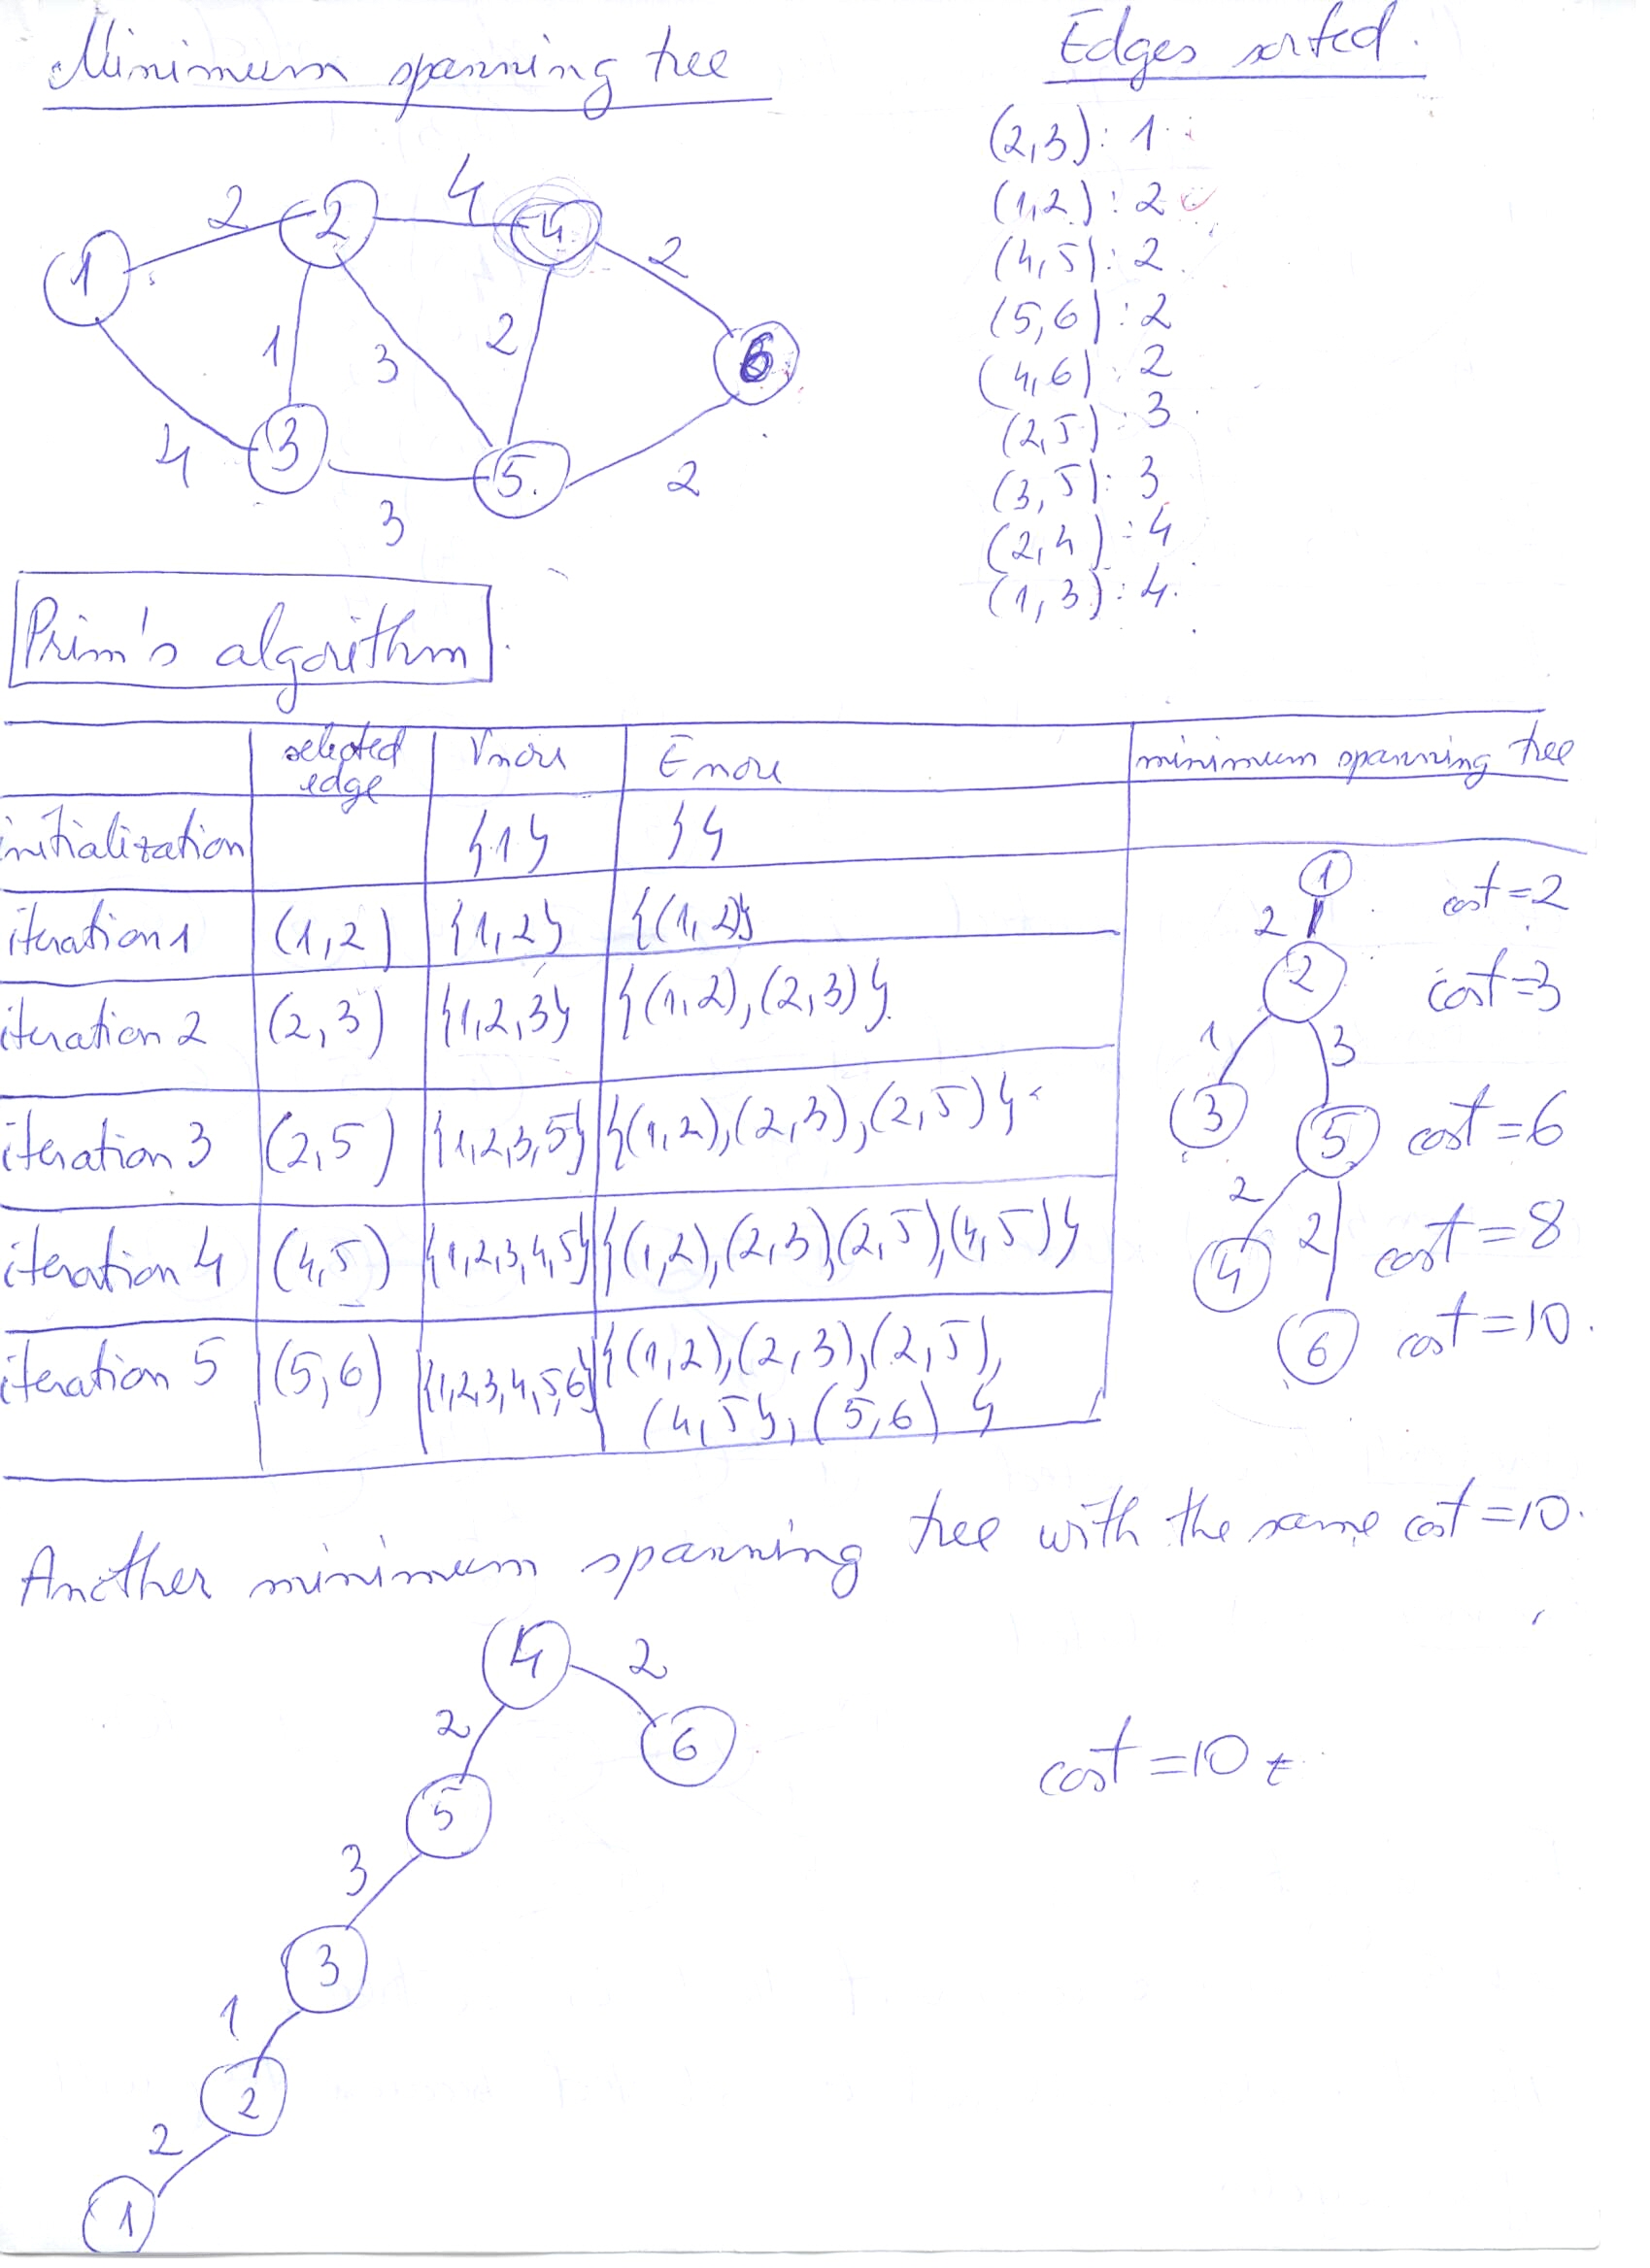 Minimum spanning tree
Edges sorted.
(2,3): 1
(1,2): 2
(4,5): 2
(5,6): 2
(4,6): 2
(2,5): 3
(3,5): 3
(2,4): 4
(1,3): 4.
2 4 2
1 2 4
1 3 2 6
4 3 5. 2
3
Prim's algorithm
selected edge Vnou Enou minimum spanning tree
initialization {1} {}
iteration 1 (1,2) {1,2} {(1,2)}
iteration 2 (2,3) {1,2,3} {(1,2),(2,3)}
iteration 3 (2,5) {1,2,3,5} {(1,2),(2,3),(2,5)}
iteration 4 (4,5) {1,2,3,4,5} {(1,2),(2,3),(2,5),(4,5)}
iteration 5 (5,6) {1,2,3,4,5,6} {(1,2),(2,3),(2,5),
(4,5},(5,6)}
1 cost=2
2
2 cost=3
1 3
3 5 cost=6
2
4 2 cost=8
6 cost=10.
Another minimum spanning tree with the same cost=10.
4 2
2 6
5
3
3
1
2
2
1
cost=10